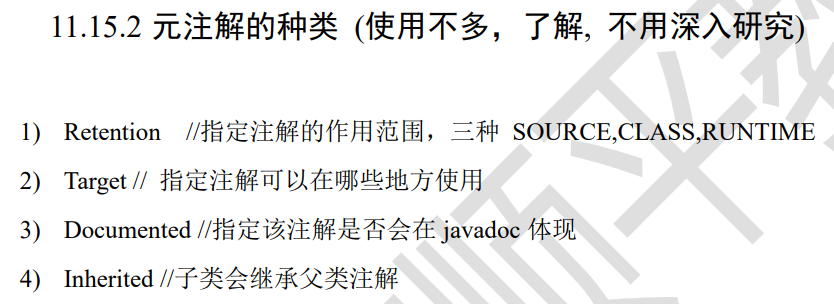 11.15.2 元注解的种类 (使用不多，了解, 不用深入研究)
1) Retention //指定注解的作用范围，三种 SOURCE,CLASS,RUNTIME
2) Target // 指定注解可以在哪些地方使用
3) Documented //指定该注解是否会在 javadoc 体现
4) Inherited //子类会继承父类注解
顺平教